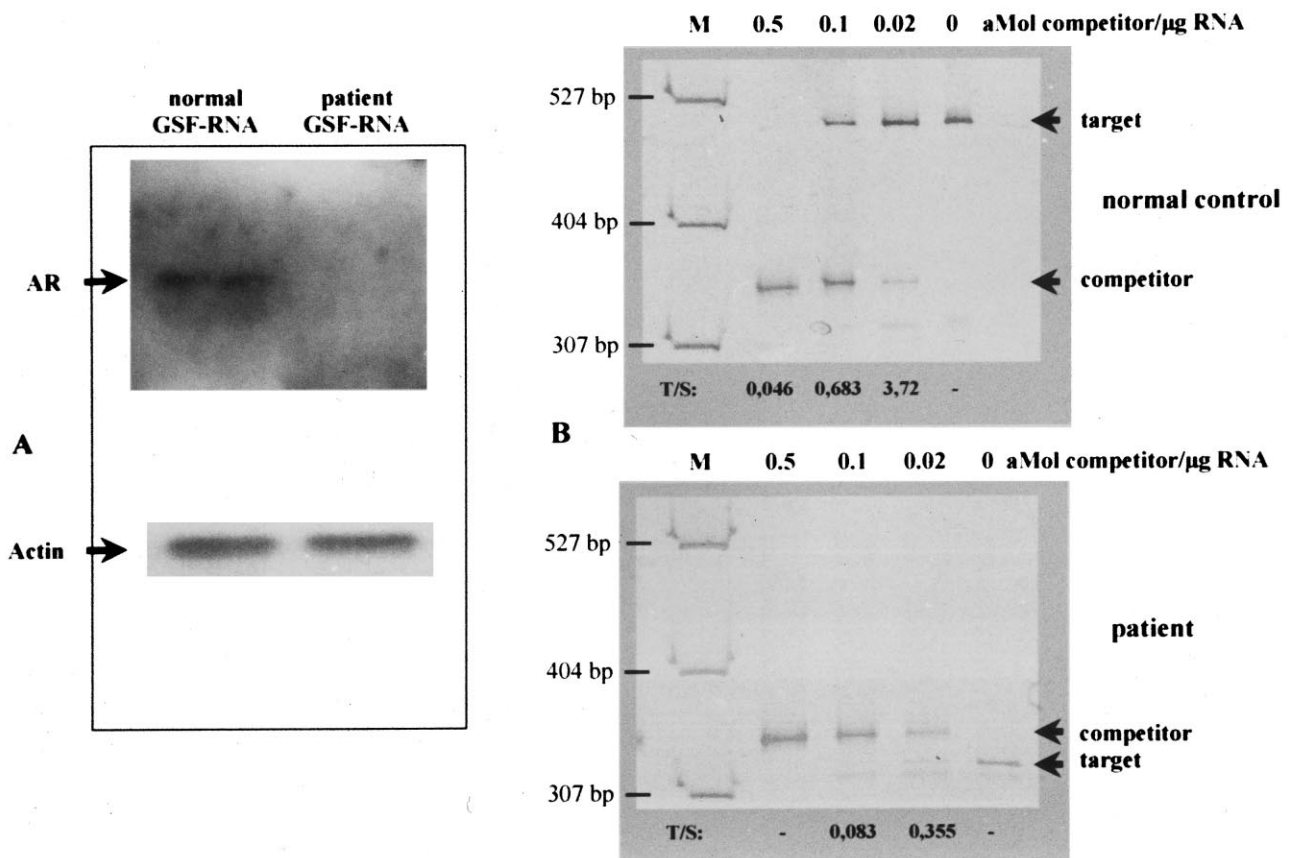 normal patient
GSF-RNA GSF-RNA
AR
A
Actin
M 0.5 0.1 0.02 0 aMol competitor/µg RNA
527 bp
target
normal control
404 bp
competitor
307 bp
T/S: 0,046 0,683 3,72 -
B
M 0.5 0.1 0.02 0 aMol competitor/µg RNA
527 bp
patient
404 bp
competitor
target
307 bp
T/S: - 0,083 0,355 -